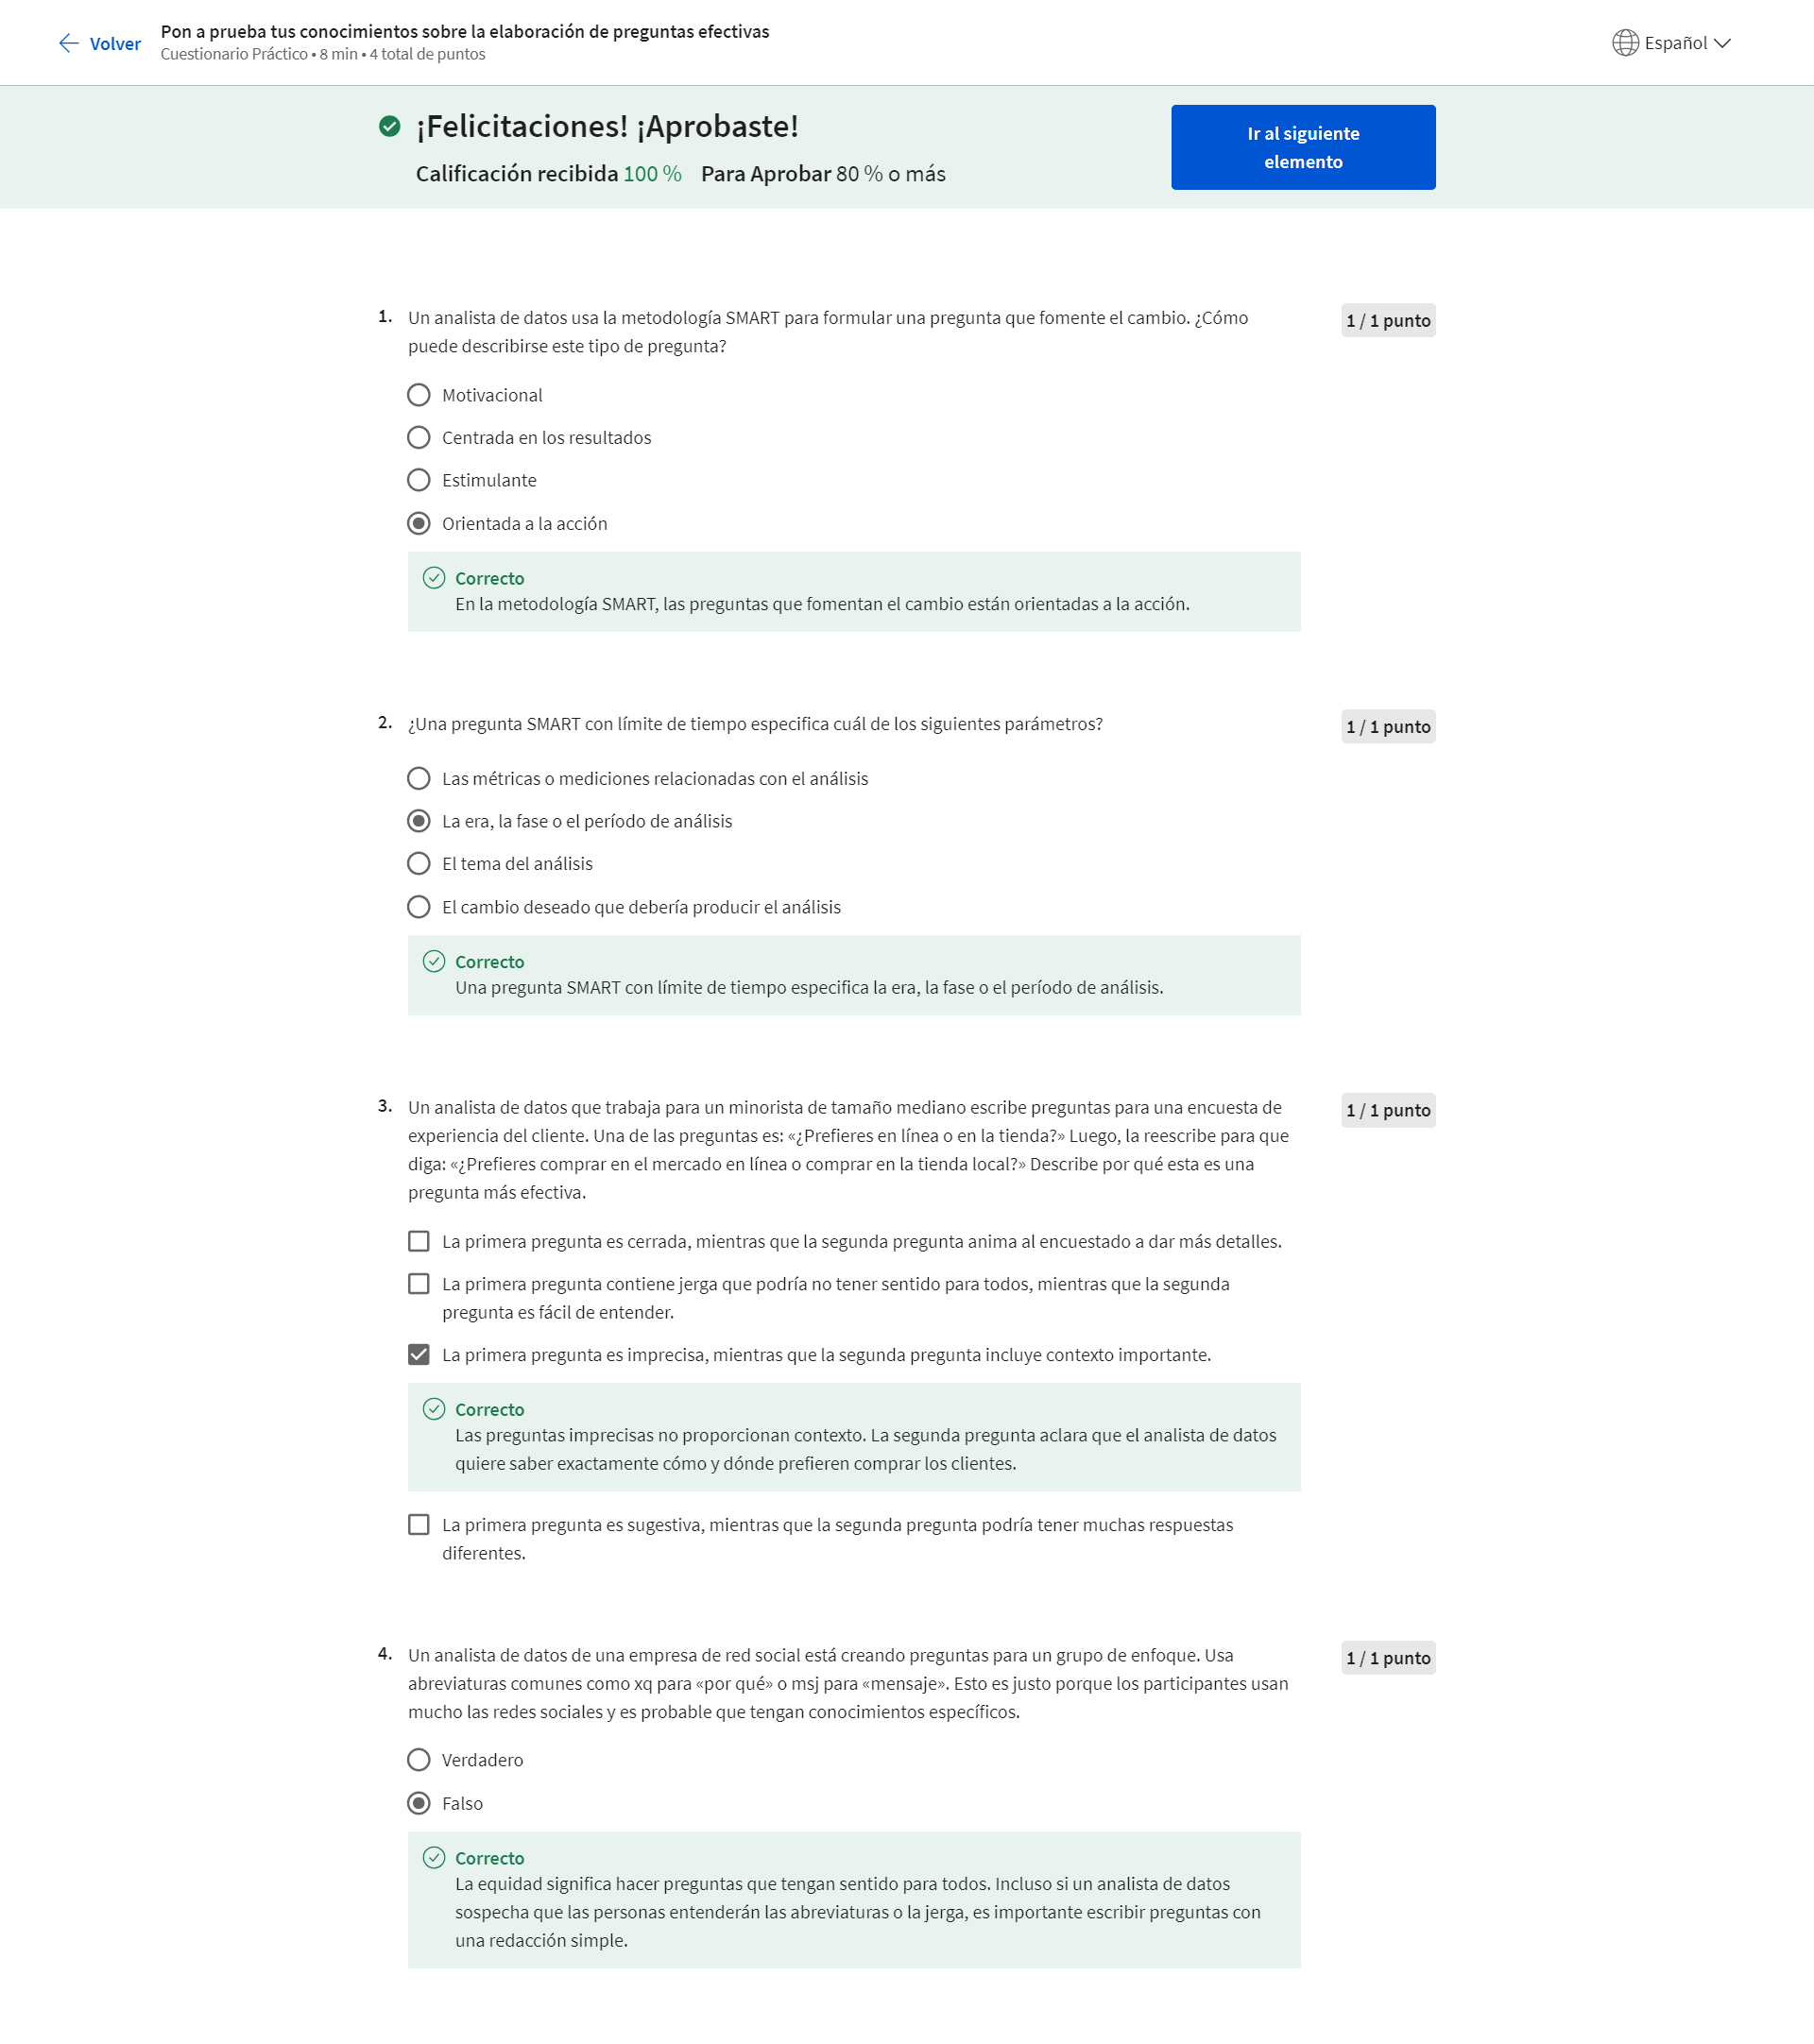 Volver
Pon a prueba tus conocimientos sobre la elaboración de preguntas efectivas
Cuestionario Práctico • 8 min • 4 total de puntos
Español
¡Felicitaciones! ¡Aprobaste!
Calificación recibida 100 % Para Aprobar 80 % o más
Ir al siguiente
elemento
1. Un analista de datos usa la metodología SMART para formular una pregunta que fomente el cambio. ¿Cómo
puede describirse este tipo de pregunta?
1 / 1 punto
Motivacional
Centrada en los resultados
Estimulante
Orientada a la acción
Correcto
En la metodología SMART, las preguntas que fomentan el cambio están orientadas a la acción.
2. ¿Una pregunta SMART con límite de tiempo especifica cuál de los siguientes parámetros?
1 / 1 punto
Las métricas o mediciones relacionadas con el análisis
La era, la fase o el período de análisis
El tema del análisis
El cambio deseado que debería producir el análisis
Correcto
Una pregunta SMART con límite de tiempo especifica la era, la fase o el período de análisis.
3. Un analista de datos que trabaja para un minorista de tamaño mediano escribe preguntas para una encuesta de
experiencia del cliente. Una de las preguntas es: «¿Prefieres en línea o en la tienda?» Luego, la reescribe para que
diga: «¿Prefieres comprar en el mercado en línea o comprar en la tienda local?» Describe por qué esta es una
pregunta más efectiva.
1 / 1 punto
La primera pregunta es cerrada, mientras que la segunda pregunta anima al encuestado a dar más detalles.
La primera pregunta contiene jerga que podría no tener sentido para todos, mientras que la segunda
pregunta es fácil de entender.
La primera pregunta es imprecisa, mientras que la segunda pregunta incluye contexto importante.
Correcto
Las preguntas imprecisas no proporcionan contexto. La segunda pregunta aclara que el analista de datos
quiere saber exactamente cómo y dónde prefieren comprar los clientes.
La primera pregunta es sugestiva, mientras que la segunda pregunta podría tener muchas respuestas
diferentes.
4. Un analista de datos de una empresa de red social está creando preguntas para un grupo de enfoque. Usa
abreviaturas comunes como xq para «por qué» o msj para «mensaje». Esto es justo porque los participantes usan
mucho las redes sociales y es probable que tengan conocimientos específicos.
1 / 1 punto
Verdadero
Falso
Correcto
La equidad significa hacer preguntas que tengan sentido para todos. Incluso si un analista de datos
sospecha que las personas entenderán las abreviaturas o la jerga, es importante escribir preguntas con
una redacción simple.